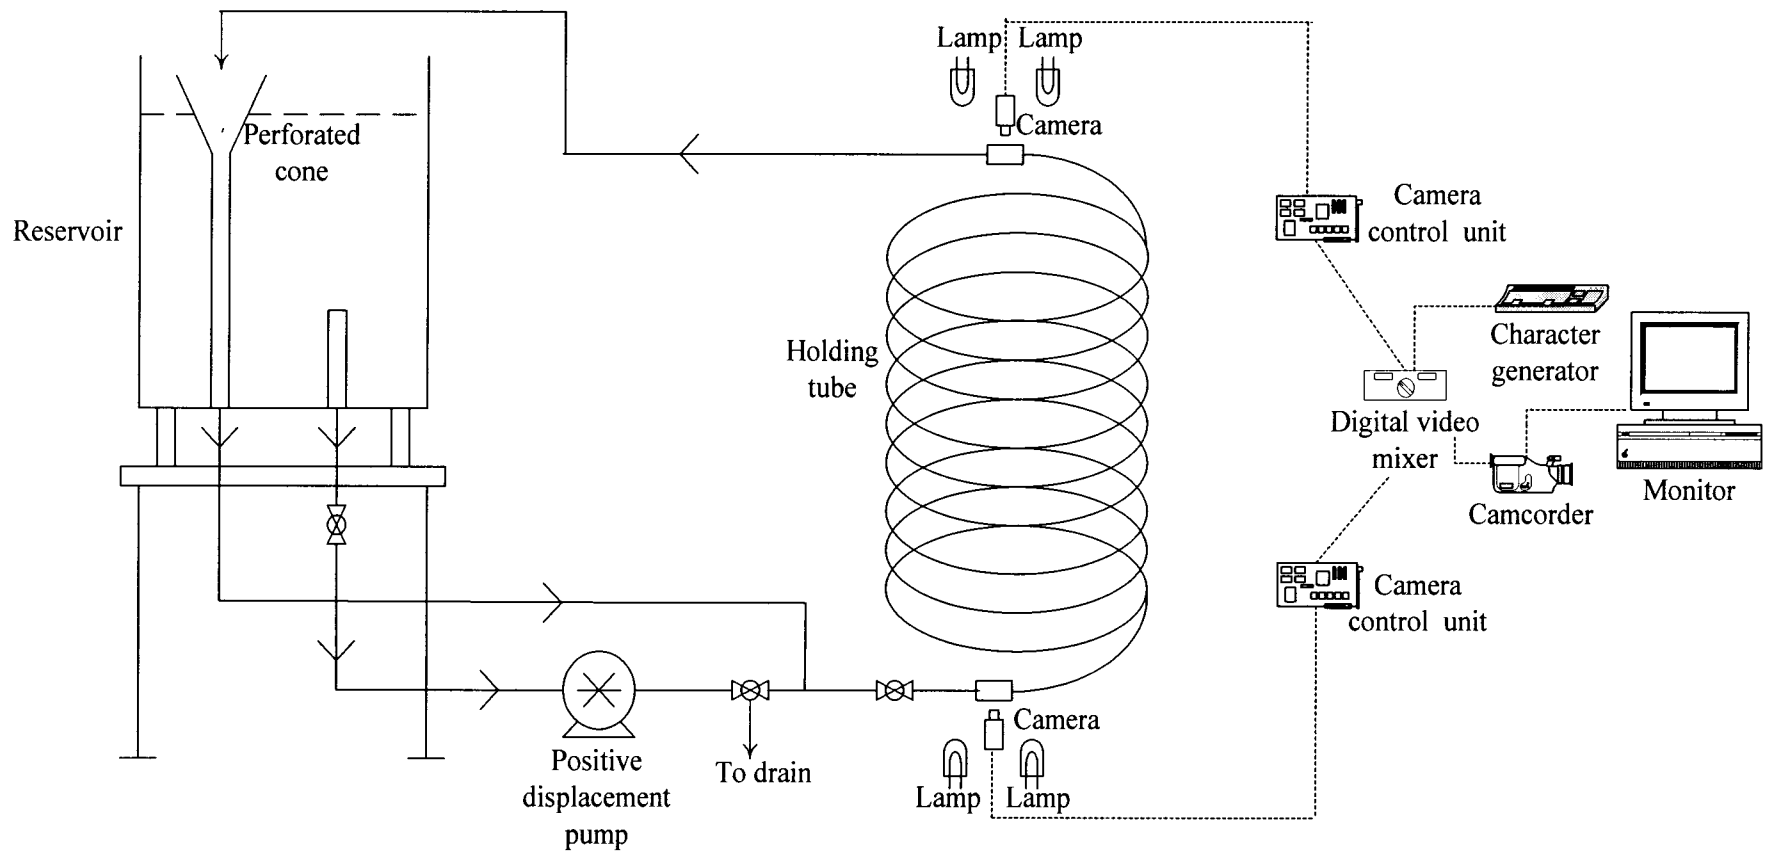 Lamp Lamp
Camera
Perforated
cone
Reservoir
Camera
control unit
Holding
tube
Character
generator
Digital video
mixer
Monitor
Camcorder
Camera
control unit
Camera
Lamp Lamp
To drain
Positive
displacement
pump